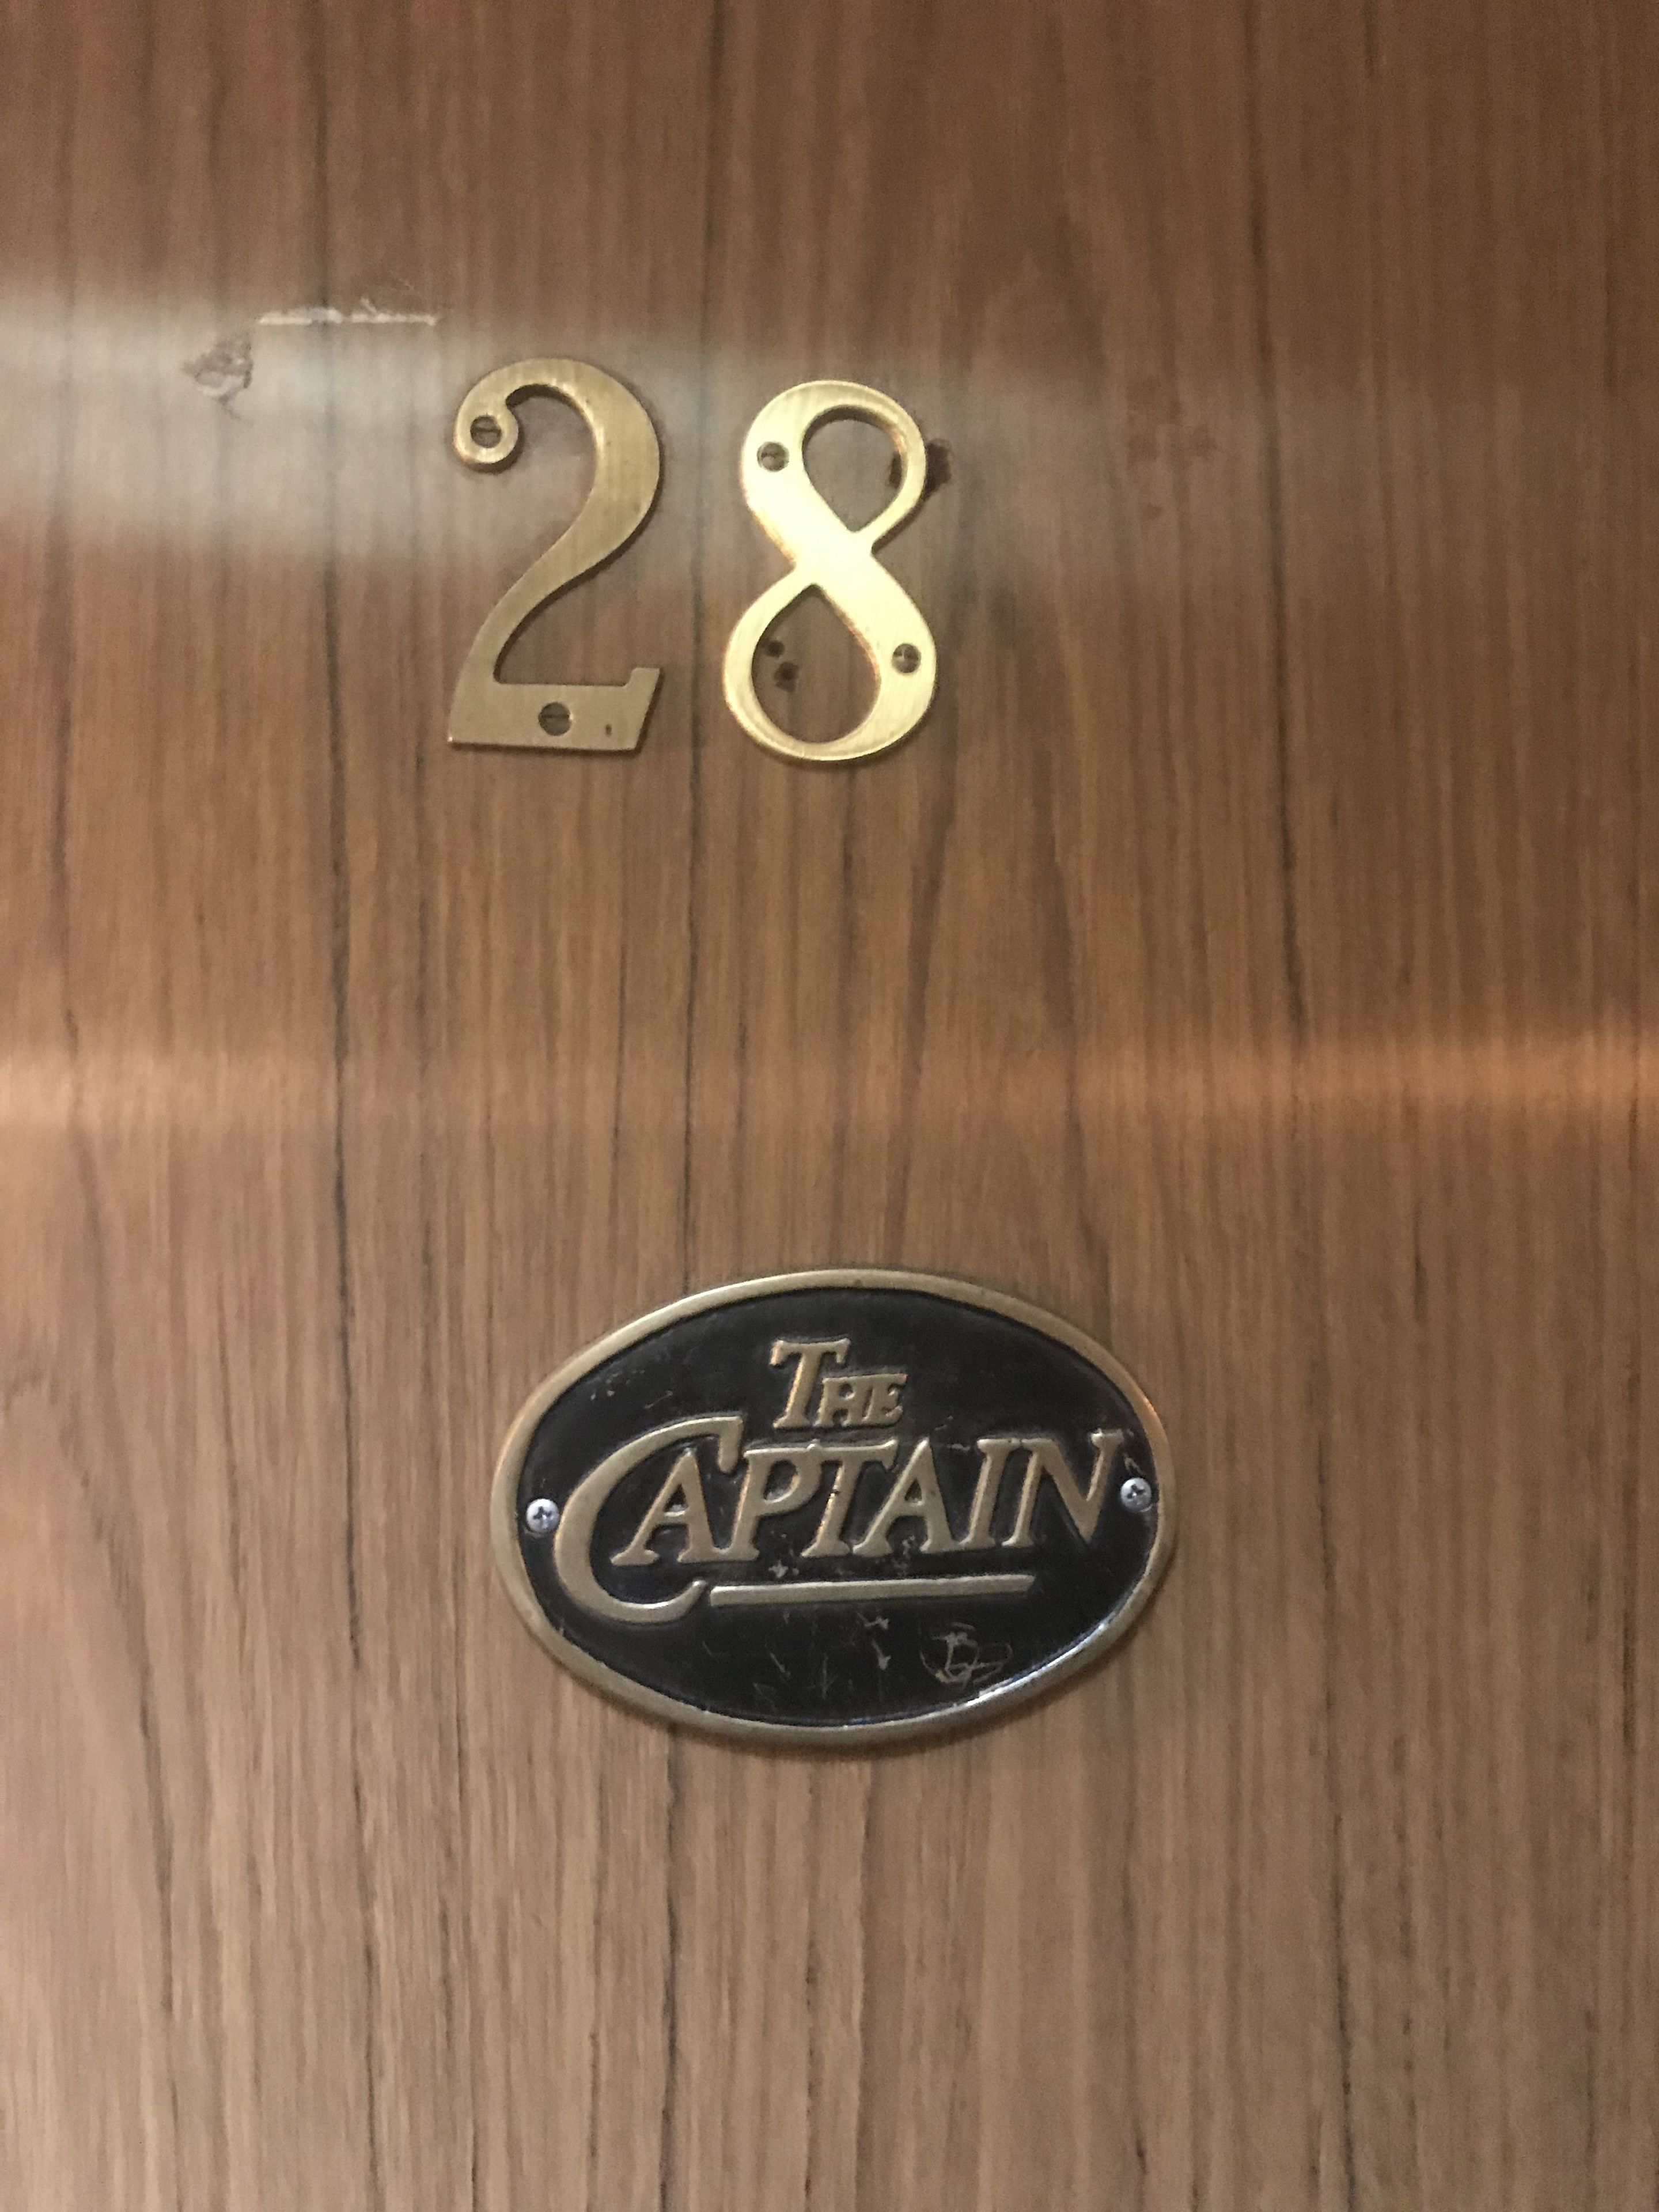 28
THE
CAPTAIN